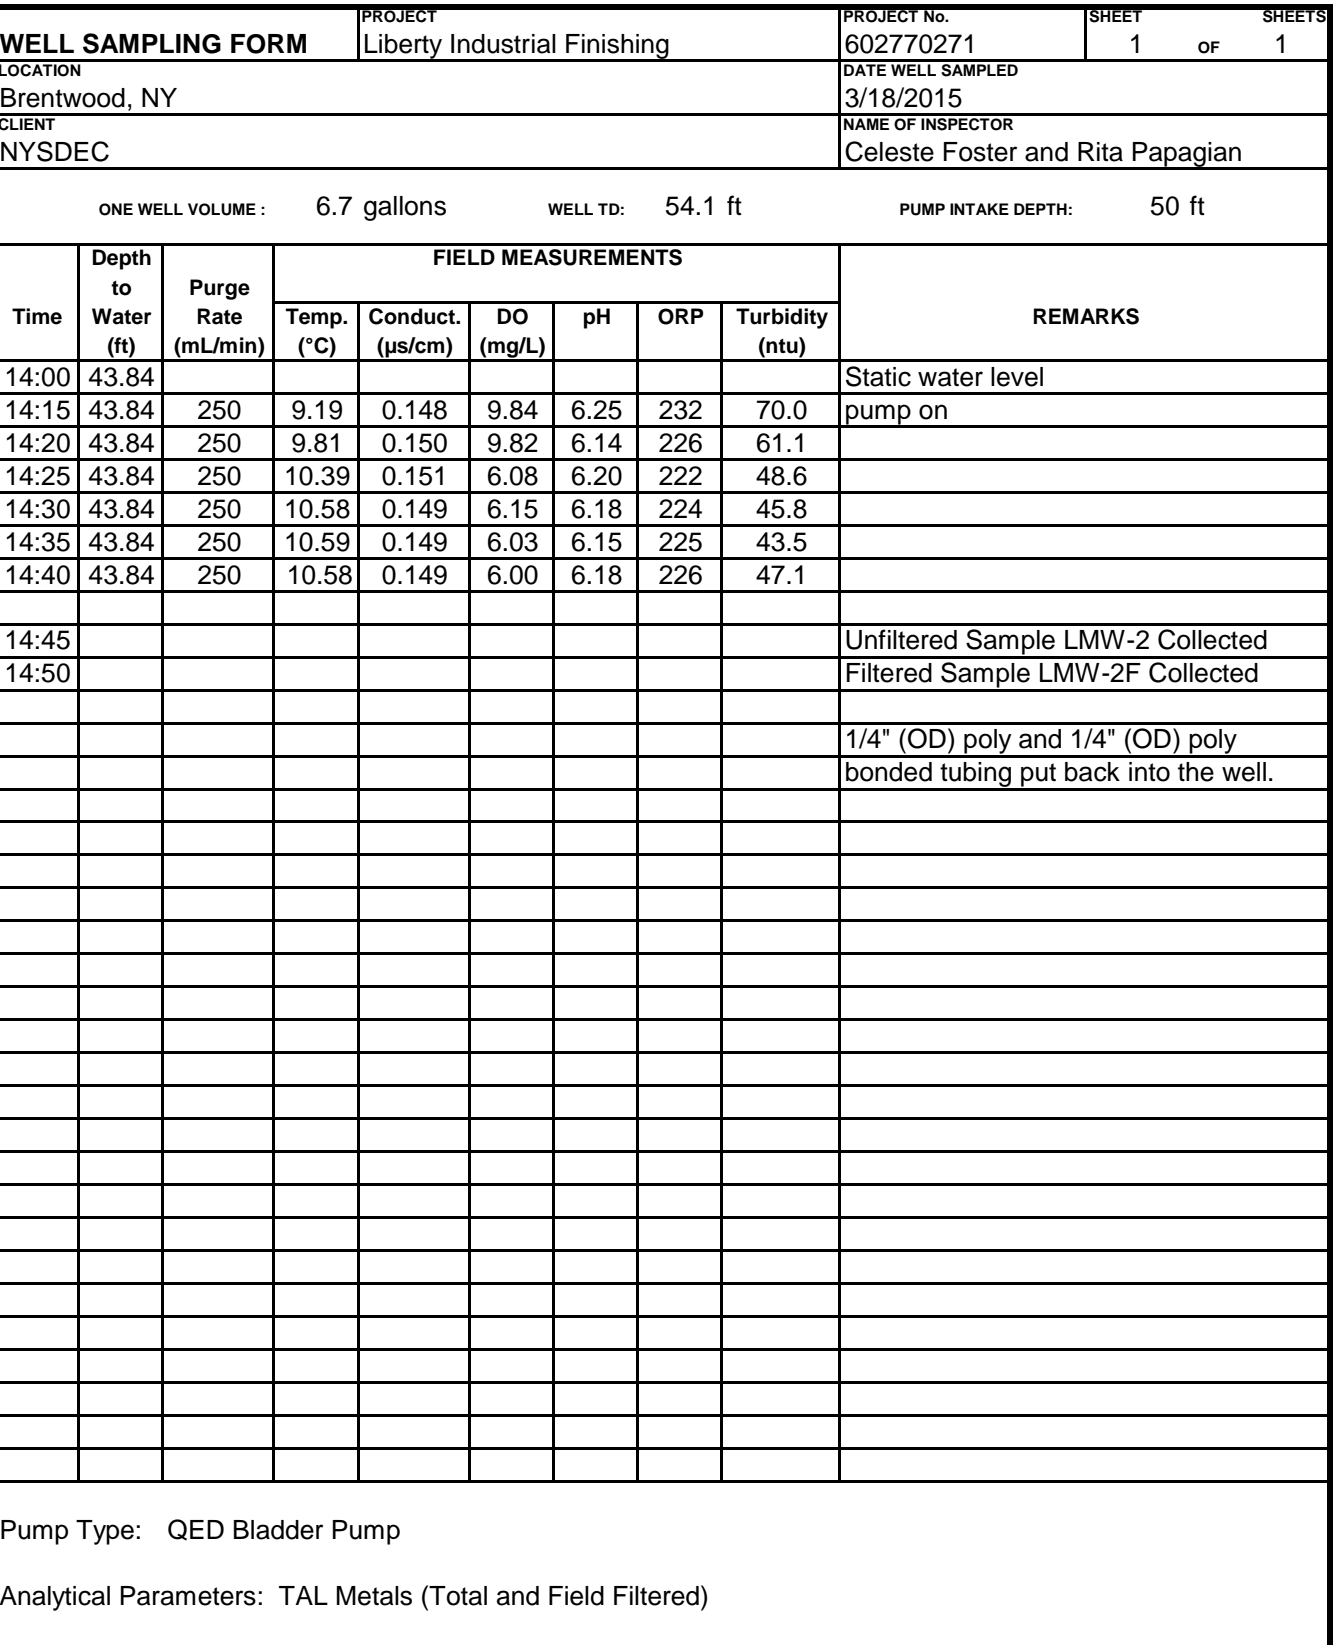 PROJECT PROJECT No. SHEET SHEETS
WELL SAMPLING FORM Liberty Industrial Finishing 602770271 1 OF 1
LOCATION DATE WELL SAMPLED
Brentwood, NY 3/18/2015
CLIENT NAME OF INSPECTOR
NYSDEC Celeste Foster and Rita Papagian
ONE WELL VOLUME : 6.7 gallons WELL TD: 54.1 ft PUMP INTAKE DEPTH: 50 ft
Depth FIELD MEASUREMENTS
to Purge
Time Water Rate Temp. Conduct. DO pH ORP Turbidity REMARKS
(ft) (mL/min) (°C) (µs/cm) (mg/L) (ntu)
14:00 43.84 Static water level
14:15 43.84 250 9.19 0.148 9.84 6.25 232 70.0 pump on
14:20 43.84 250 9.81 0.150 9.82 6.14 226 61.1
14:25 43.84 250 10.39 0.151 6.08 6.20 222 48.6
14:30 43.84 250 10.58 0.149 6.15 6.18 224 45.8
14:35 43.84 250 10.59 0.149 6.03 6.15 225 43.5
14:40 43.84 250 10.58 0.149 6.00 6.18 226 47.1
14:45 Unfiltered Sample LMW-2 Collected
14:50 Filtered Sample LMW-2F Collected
1/4" (OD) poly and 1/4" (OD) poly
bonded tubing put back into the well.
Pump Type: QED Bladder Pump
Analytical Parameters: TAL Metals (Total and Field Filtered)